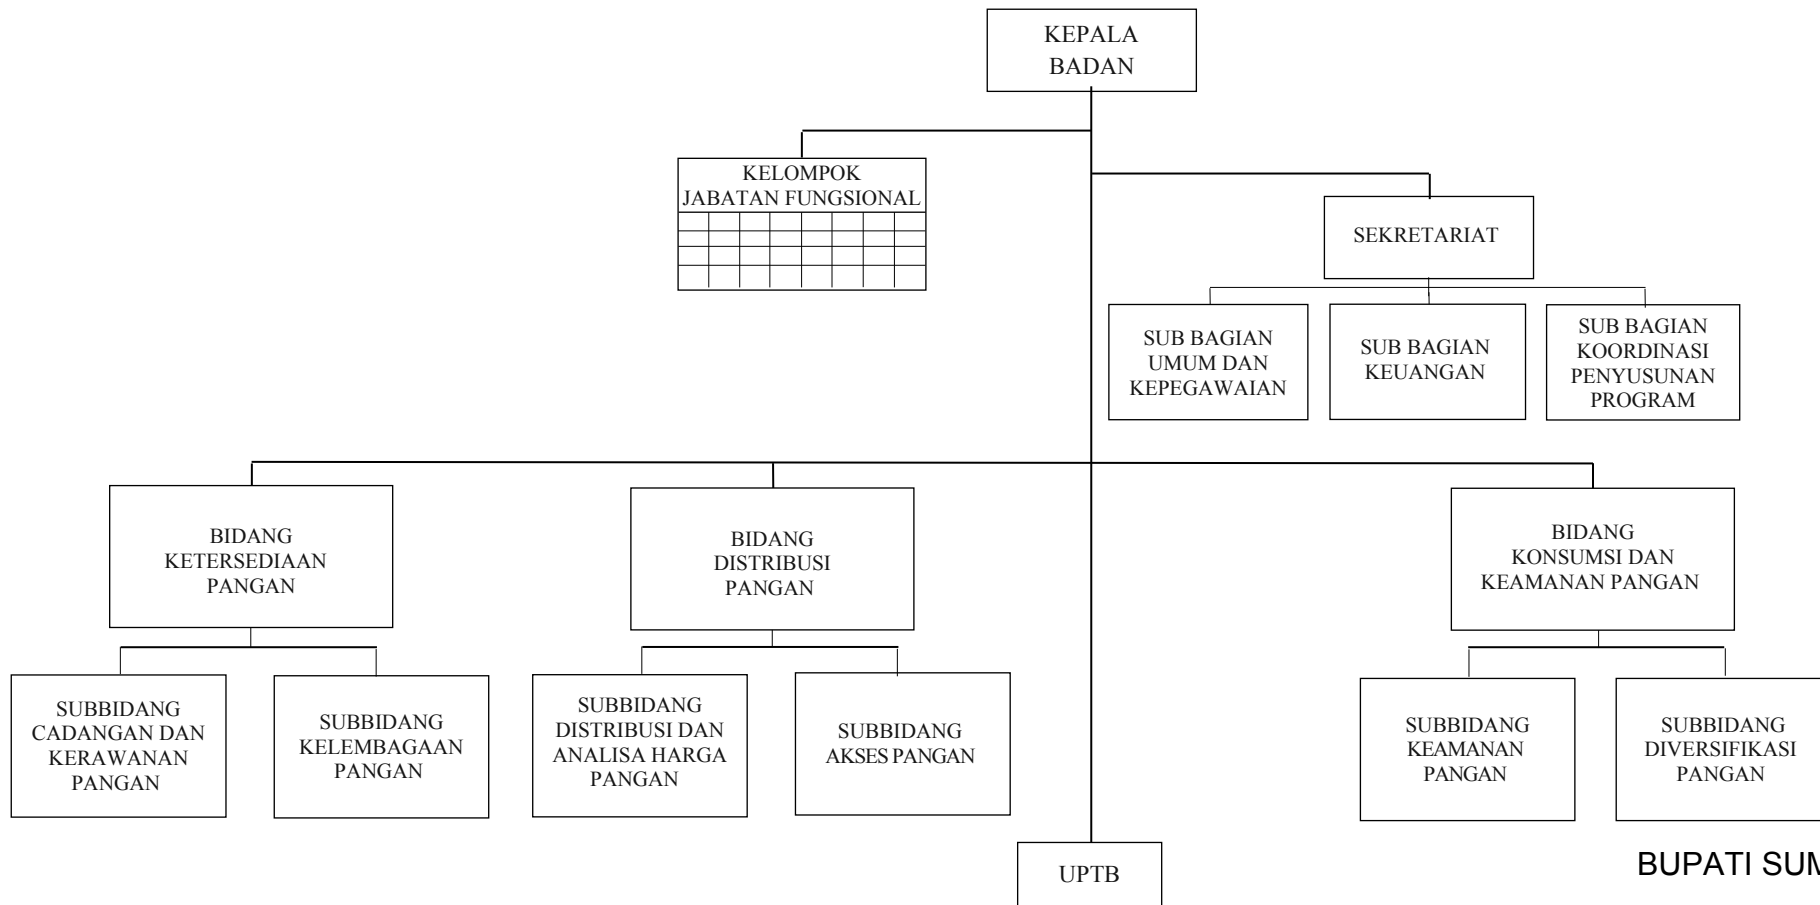 KEPALA
BADAN
KELOMPOK
JABATAN FUNGSIONAL
SEKRETARIAT
SUB BAGIAN
UMUM DAN
KEPEGAWAIAN
SUB BAGIAN
KEUANGAN
SUB BAGIAN
KOORDINASI
PENYUSUNAN
PROGRAM
BIDANG
KETERSEDIAAN
PANGAN
BIDANG
DISTRIBUSI
PANGAN
BIDANG
KONSUMSI DAN
KEAMANAN PANGAN
SUBBIDANG
CADANGAN DAN
KERAWANAN
PANGAN
SUBBIDANG
KELEMBAGAAN
PANGAN
SUBBIDANG
DISTRIBUSI DAN
ANALISA HARGA
PANGAN
SUBBIDANG
AKSES PANGAN
SUBBIDANG
KEAMANAN
PANGAN
SUBBIDANG
DIVERSIFIKASI
PANGAN
UPTB
BUPATI